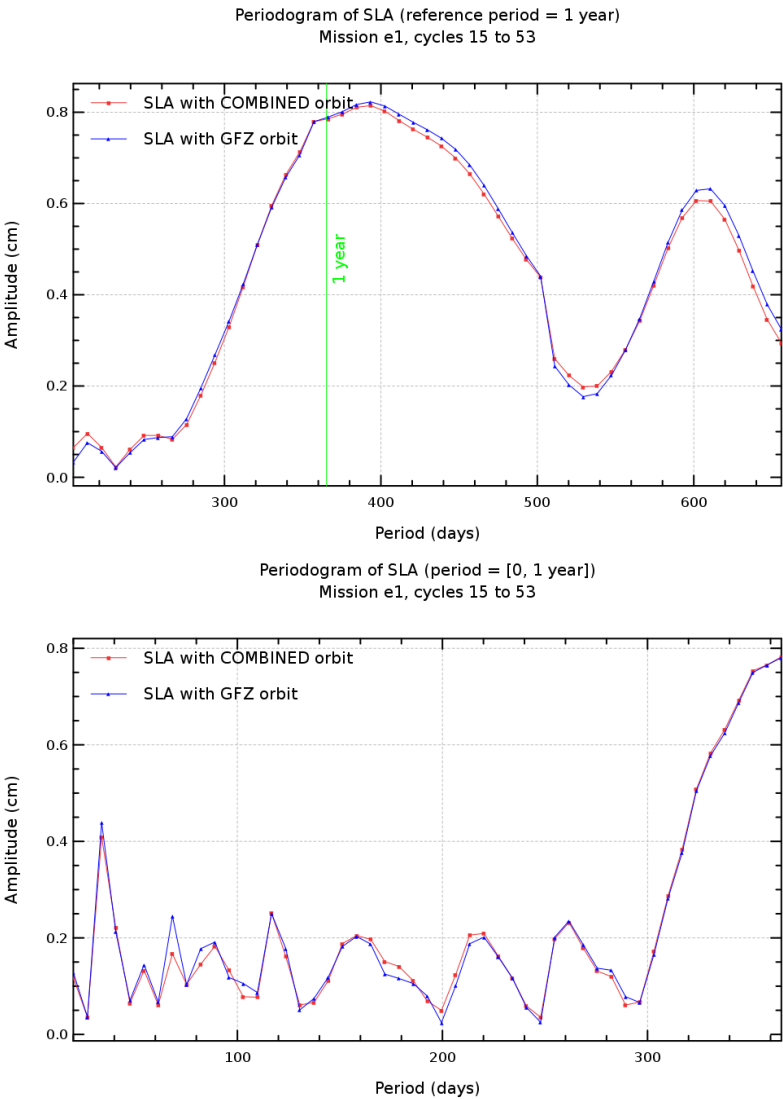 Periodogram of SLA (reference period = 1 year)
Mission e1, cycles 15 to 53
SLA with COMBINED orbit
SLA with GFZ orbit
1 year
Amplitude (cm)
0.8
0.6
0.4
0.2
0.0
300 400 500 600
Period (days)
Periodogram of SLA (period = [0, 1 year])
Mission e1, cycles 15 to 53
SLA with COMBINED orbit
SLA with GFZ orbit
Amplitude (cm)
0.8
0.6
0.4
0.2
0.0
100 200 300
Period (days)